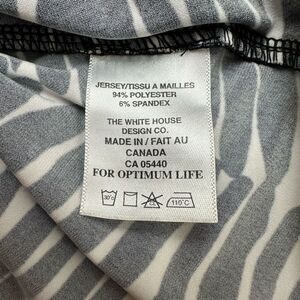 JERSEY/TISSU A MAILLES
94% POLYESTER
6% SPANDEX
THE WHITE HOUSE
DESIGN CO.
MADE IN / FAIT AU
CANADA
CA 05440
FOR OPTIMUM LIFE
30°c
110°C